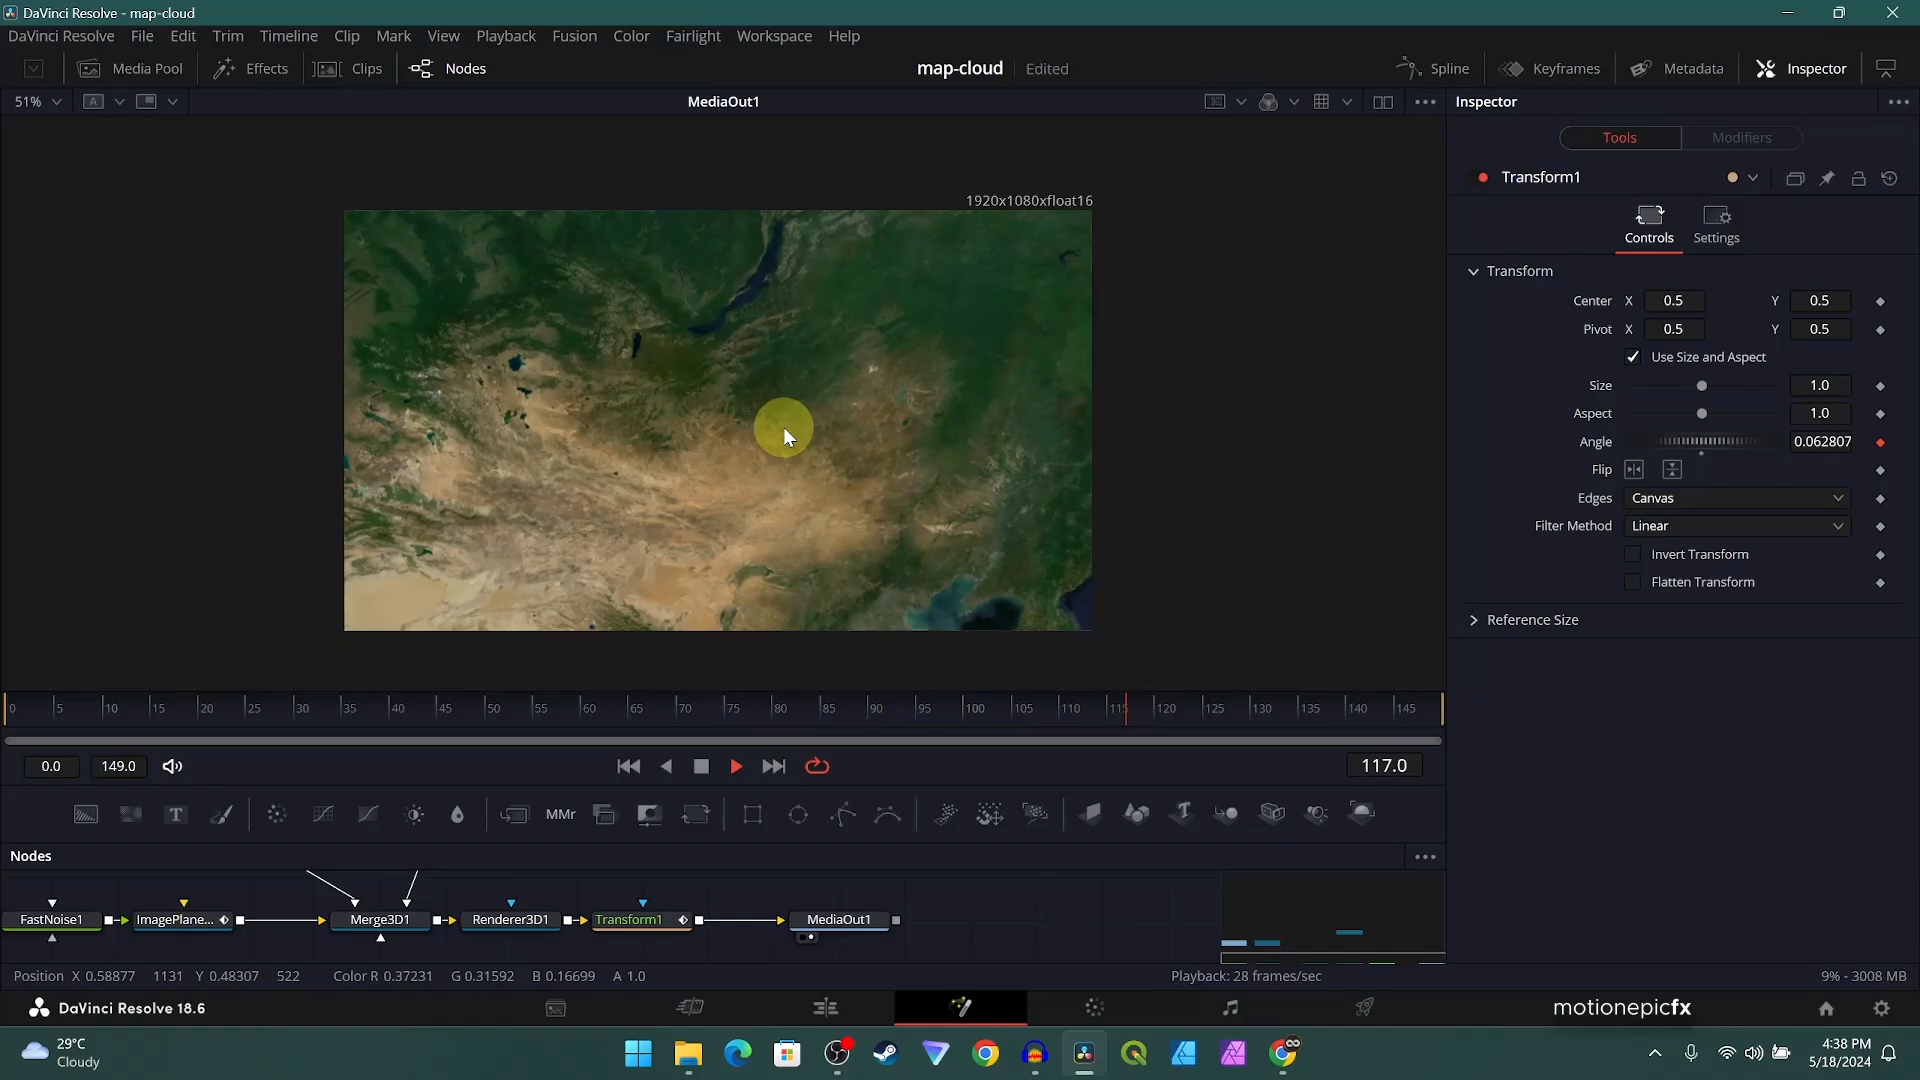 DaVinci Resolve - map-cloud
DaVinci Resolve File Edit Trim Timeline Clip Mark View Playback Fusion Color Fairlight Workspace Help
Media Pool Effects Clips Nodes map-cloud Edited Spline Keyframes Metadata Inspector
51% A MediaOut1 Inspector
Tools Modifiers
Transform1
1920x1080xfloat16
Controls Settings
Transform
Center X 0.5 Y 0.5
Pivot X 0.5 Y 0.5
Use Size and Aspect
Size 1.0
Aspect 1.0
Angle 0.062807
Flip
Edges Canvas
Filter Method Linear
Invert Transform
Flatten Transform
Reference Size
0 5 10 15 20 25 30 35 40 45 50 55 60 65 70 75 80 85 90 95 100 105 110 115 120 125 130 135 140 145
0.0 149.0 117.0
T MMr T
Nodes
FastNoise1 ImagePlane... Merge3D1 Renderer3D1 Transform1 MediaOut1
Position X 0.58877 1131 Y 0.48307 522 Color R 0.37231 G 0.31592 B 0.16699 A 1.0 Playback: 28 frames/sec 9% - 3008 MB
DaVinci Resolve 18.6 motionepicfx
29°C
Cloudy
4:38 PM
5/18/2024